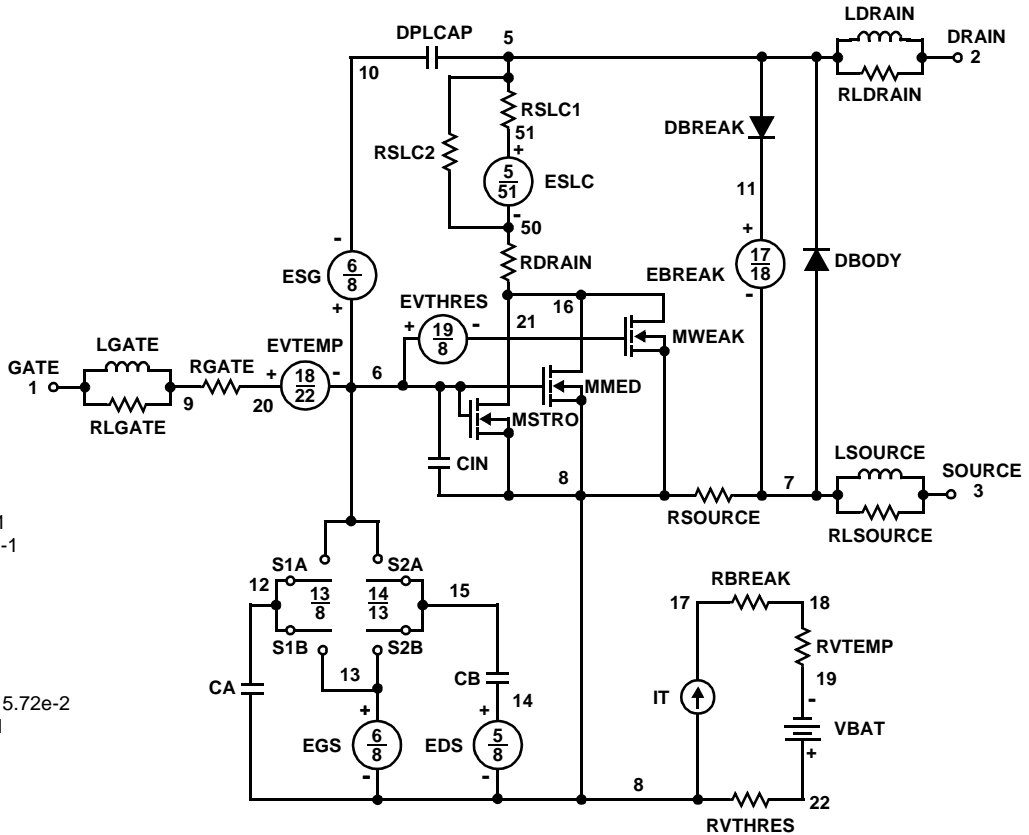 LDRAIN
DPLCAP
5
DRAIN
2
10
RLDRAIN
RSLC1
DBREAK
51
+
RSLC2
5
51
ESLC
11
-
50
+
-
RDRAIN
6
8
ESG
EBREAK
17
18
DBODY
+
-
EVTHRES
16
21
+
19
8
-
MWEAK
LGATE
EVTEMP
GATE
1
RGATE
+
18
22
-
6
MMED
9
20
RLGATE
MSTRO
LSOURCE
CIN
8
7
SOURCE
3
RSOURCE
RLSOURCE
-1
S1A
S2A
12
13
8
14
13
15
RBREAK
17
18
S1B
S2B
RVTEMP
13
CB
19
CA
14
IT
-
5.72e-2
+
+
VBAT
EGS
6
8
EDS
5
8
+
-
-
8
22
RVTHRES